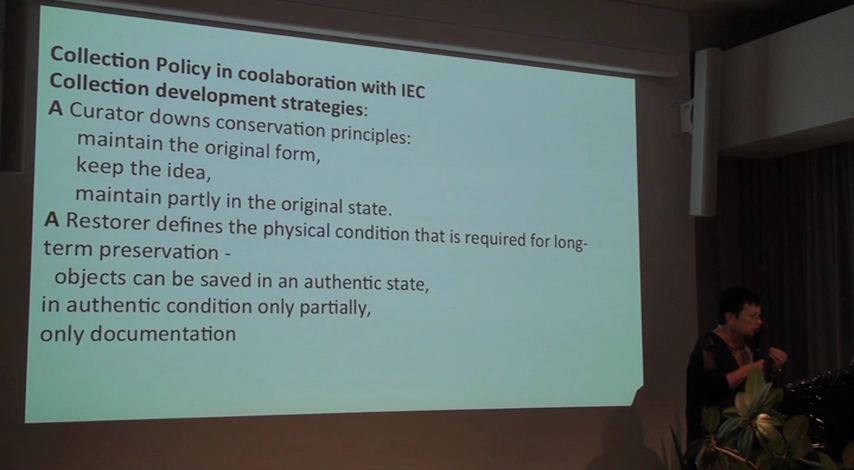 Collection Policy in coolaboration with IEC
Collection development strategies:
A Curator downs conservation principles:
maintain the original form,
keep the idea,
maintain partly in the original state.
A Restorer defines the physical condition that is required for long-
term preservation -
objects can be saved in an authentic state,
in authentic condition only partially,
only documentation